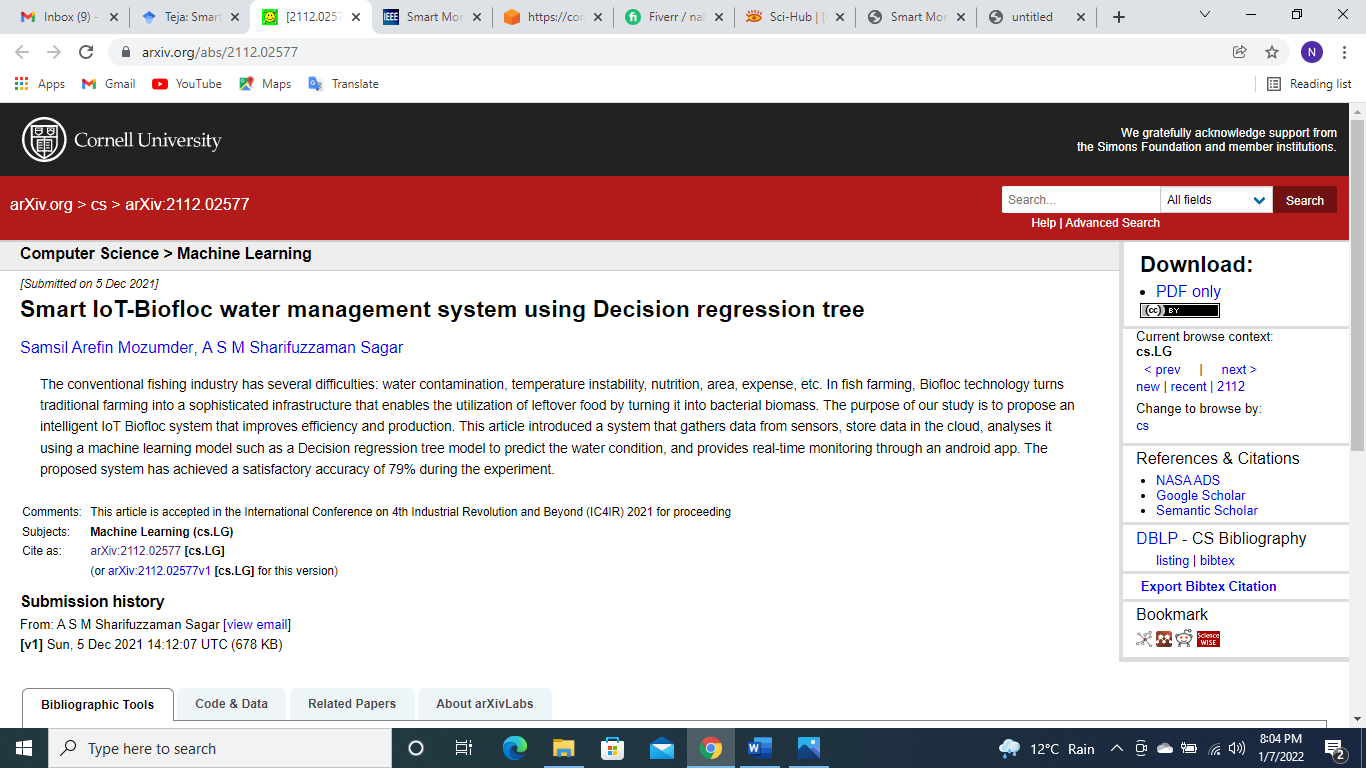 Inbox (9) -
Teja: Smart
[2112.0257
Smart Mor
https://cor
Fiverr / nal
Sci-Hub | [
Smart Mor
untitled
arxiv.org/abs/2112.02577
N
Apps
Gmail
YouTube
Maps
Translate
Reading list
Cornell University
We gratefully acknowledge support from
the Simons Foundation and member institutions.
arXiv.org > cs > arXiv:2112.02577
Search...
All fields
Search
Help | Advanced Search
Computer Science > Machine Learning
[Submitted on 5 Dec 2021]
Smart IoT-Biofloc water management system using Decision regression tree
Samsil Arefin Mozumder, A S M Sharifuzzaman Sagar
The conventional fishing industry has several difficulties: water contamination, temperature instability, nutrition, area, expense, etc. In fish farming, Biofloc technology turns
traditional farming into a sophisticated infrastructure that enables the utilization of leftover food by turning it into bacterial biomass. The purpose of our study is to propose an
intelligent IoT Biofloc system that improves efficiency and production. This article introduced a system that gathers data from sensors, store data in the cloud, analyses it
using a machine learning model such as a Decision regression tree model to predict the water condition, and provides real-time monitoring through an android app. The
proposed system has achieved a satisfactory accuracy of 79% during the experiment.
Comments: This article is accepted in the International Conference on 4th Industrial Revolution and Beyond (IC4IR) 2021 for proceeding
Subjects: Machine Learning (cs.LG)
Cite as: arXiv:2112.02577 [cs.LG]
(or arXiv:2112.02577v1 [cs.LG] for this version)
Submission history
From: A S M Sharifuzzaman Sagar [view email]
[v1] Sun, 5 Dec 2021 14:12:07 UTC (678 KB)
Bibliographic Tools
Code & Data
Related Papers
About arXivLabs
Download:
PDF only
(cc) BY
Current browse context:
cs.LG
< prev | next >
new | recent | 2112
Change to browse by:
cs
References & Citations
NASA ADS
Google Scholar
Semantic Scholar
DBLP - CS Bibliography
listing | bibtex
Export Bibtex Citation
Bookmark
Science
WISE
Type here to search
12°C Rain
8:04 PM
1/7/2022
2